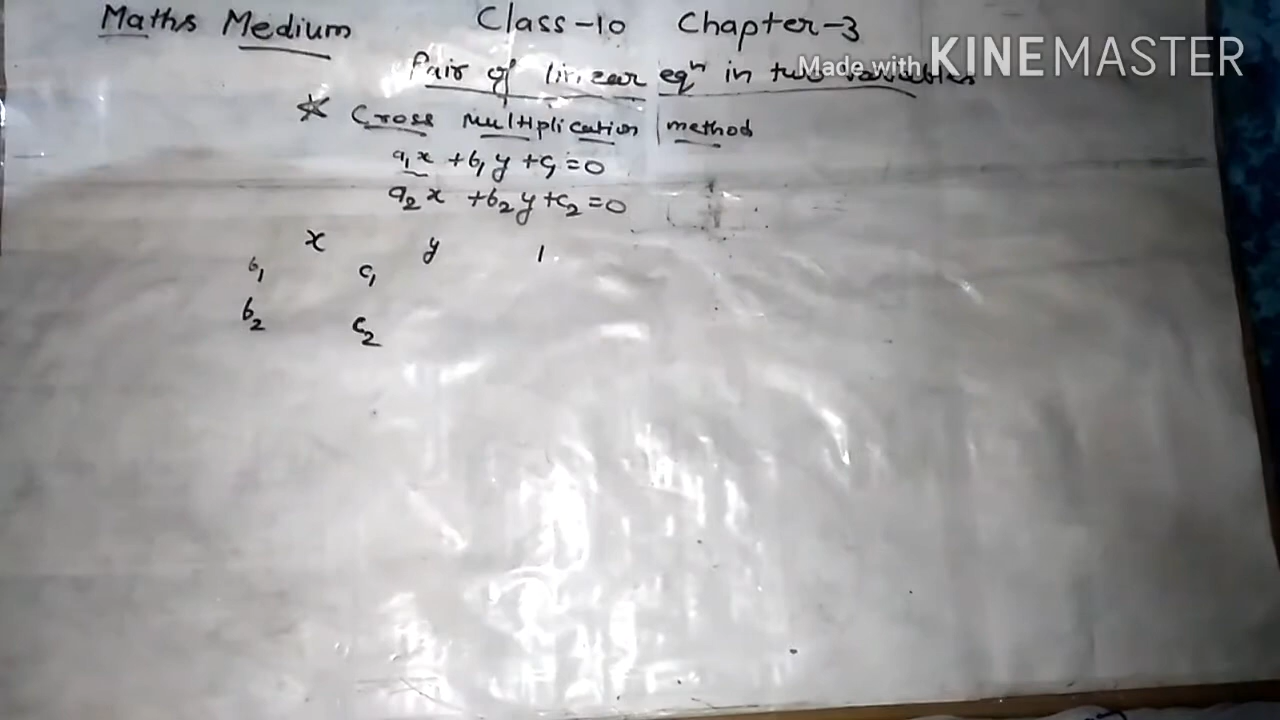 Maths Medium Class-10 Chapter-3
Made with KINEMASTER
Pair of linear eqⁿ in two variables
* Cross Multiplication method
a₁x + b₁y + c₁ = 0
a₂x + b₂y + c₂ = 0
x y 1
b₁ c₁
b₂ c₂